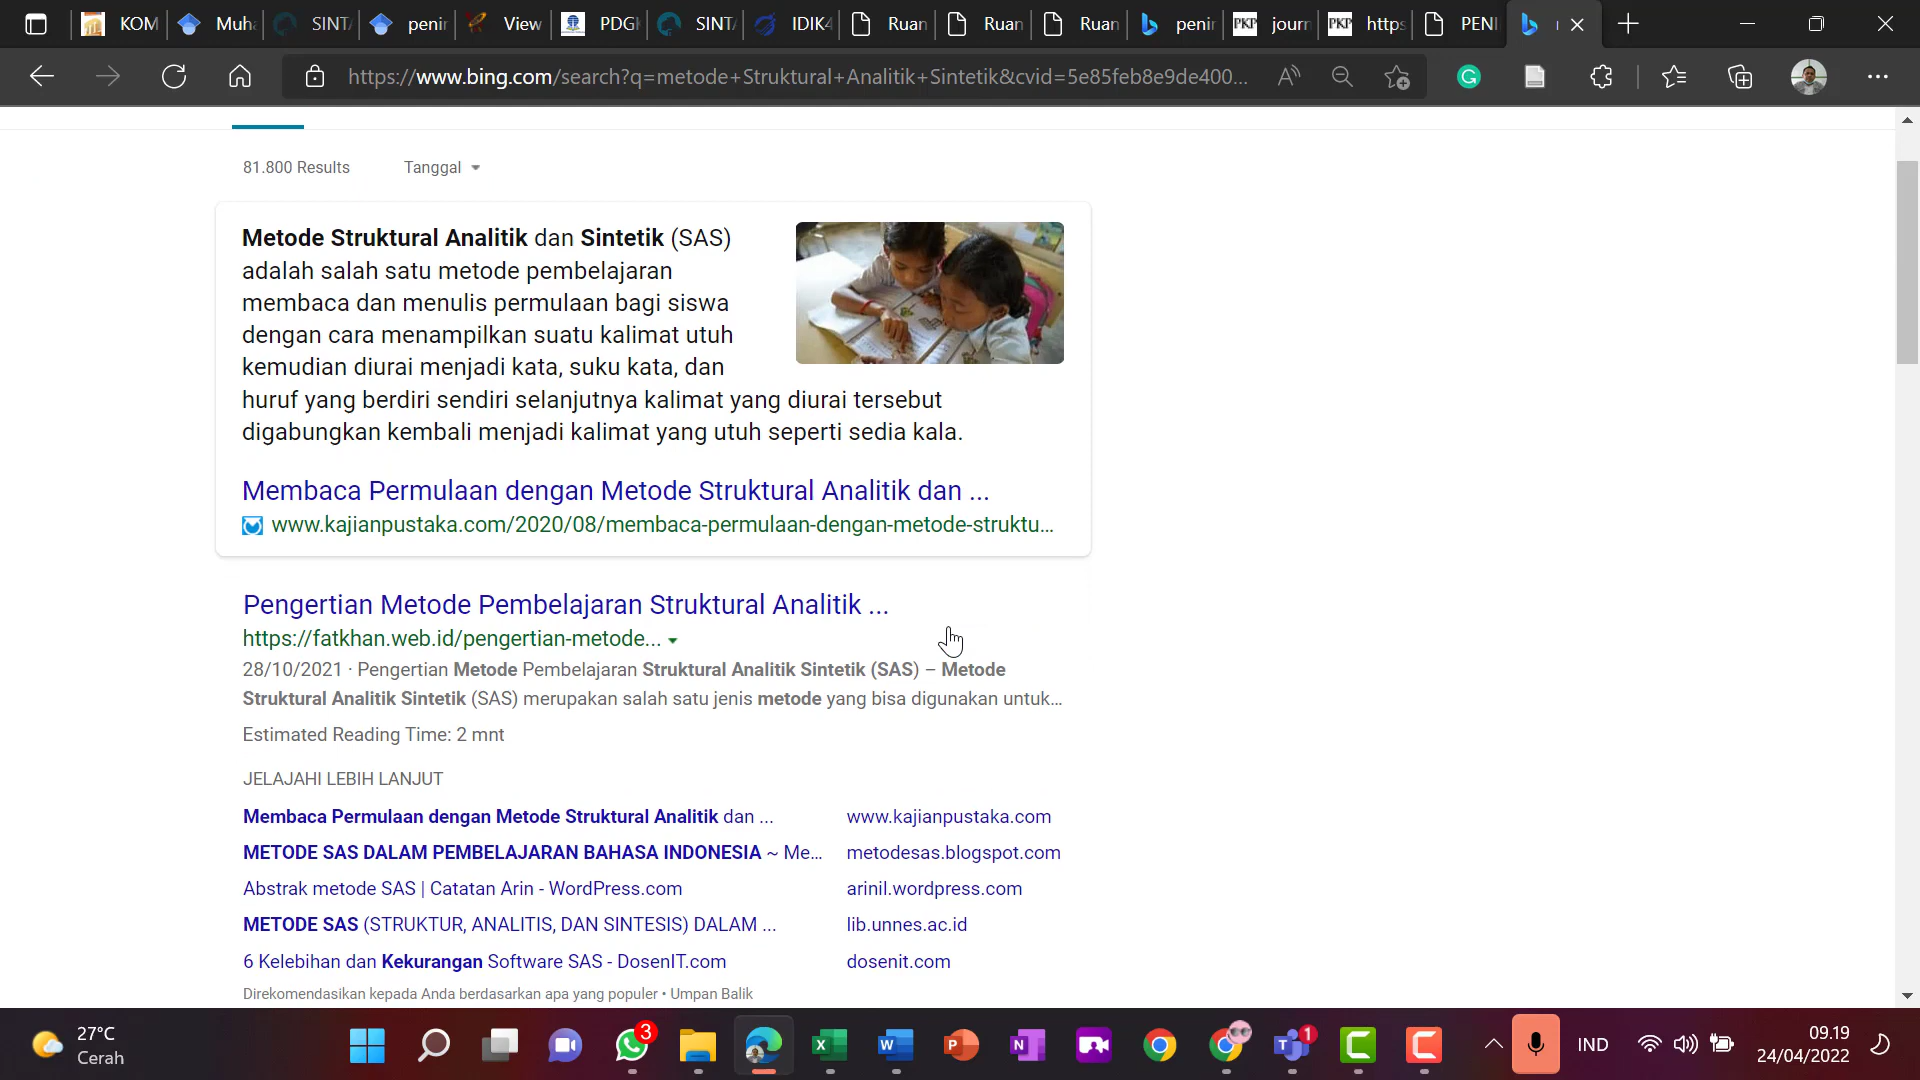 KOM
Muha
SINTA
penin
View
PDGK
SINTA
IDIK4
Ruan
Ruan
Ruan
penin
journ
https
PENI
https://www.bing.com/search?q=metode+Struktural+Analitik+Sintetik&cvid=5e85feb8e9de400...
81.800 Results
Tanggal
Metode Struktural Analitik dan Sintetik (SAS)
adalah salah satu metode pembelajaran
membaca dan menulis permulaan bagi siswa
dengan cara menampilkan suatu kalimat utuh
kemudian diurai menjadi kata, suku kata, dan
huruf yang berdiri sendiri selanjutnya kalimat yang diurai tersebut
digabungkan kembali menjadi kalimat yang utuh seperti sedia kala.
Membaca Permulaan dengan Metode Struktural Analitik dan ...
www.kajianpustaka.com/2020/08/membaca-permulaan-dengan-metode-struktu...
Pengertian Metode Pembelajaran Struktural Analitik ...
https://fatkhan.web.id/pengertian-metode...
28/10/2021 · Pengertian Metode Pembelajaran Struktural Analitik Sintetik (SAS) – Metode
Struktural Analitik Sintetik (SAS) merupakan salah satu jenis metode yang bisa digunakan untuk...
Estimated Reading Time: 2 mnt
JELAJAHI LEBIH LANJUT
Membaca Permulaan dengan Metode Struktural Analitik dan ... www.kajianpustaka.com
METODE SAS DALAM PEMBELAJARAN BAHASA INDONESIA ~ Me... metodesas.blogspot.com
Abstrak metode SAS | Catatan Arin - WordPress.com arinil.wordpress.com
METODE SAS (STRUKTUR, ANALITIS, DAN SINTESIS) DALAM ... lib.unnes.ac.id
6 Kelebihan dan Kekurangan Software SAS - DosenIT.com dosenit.com
Direkomendasikan kepada Anda berdasarkan apa yang populer • Umpan Balik
27°C
Cerah
3
1
IND
09.19
24/04/2022